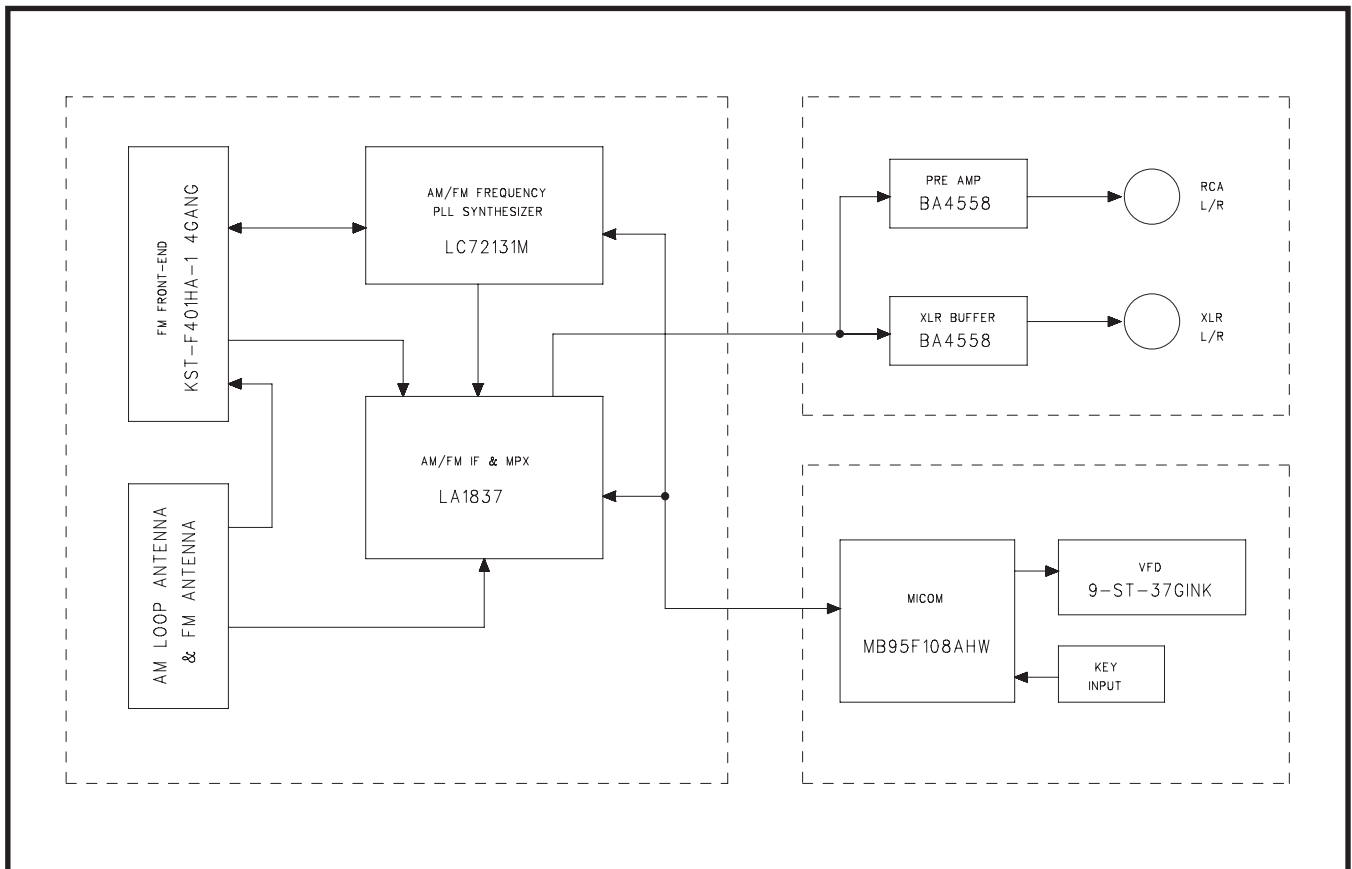 FM FRONT-END
KST-F401HA-1 4GANG
AM/FM FREQUENCY
PLL SYNTHESIZER
LC72131M
AM/FM IF & MPX
LA1837
AM LOOP ANTENNA
& FM ANTENNA
PRE AMP
BA4558
RCA
L/R
XLR BUFFER
BA4558
XLR
L/R
MICOM
MB95F108AHW
VFD
9-ST-37GINK
KEY
INPUT